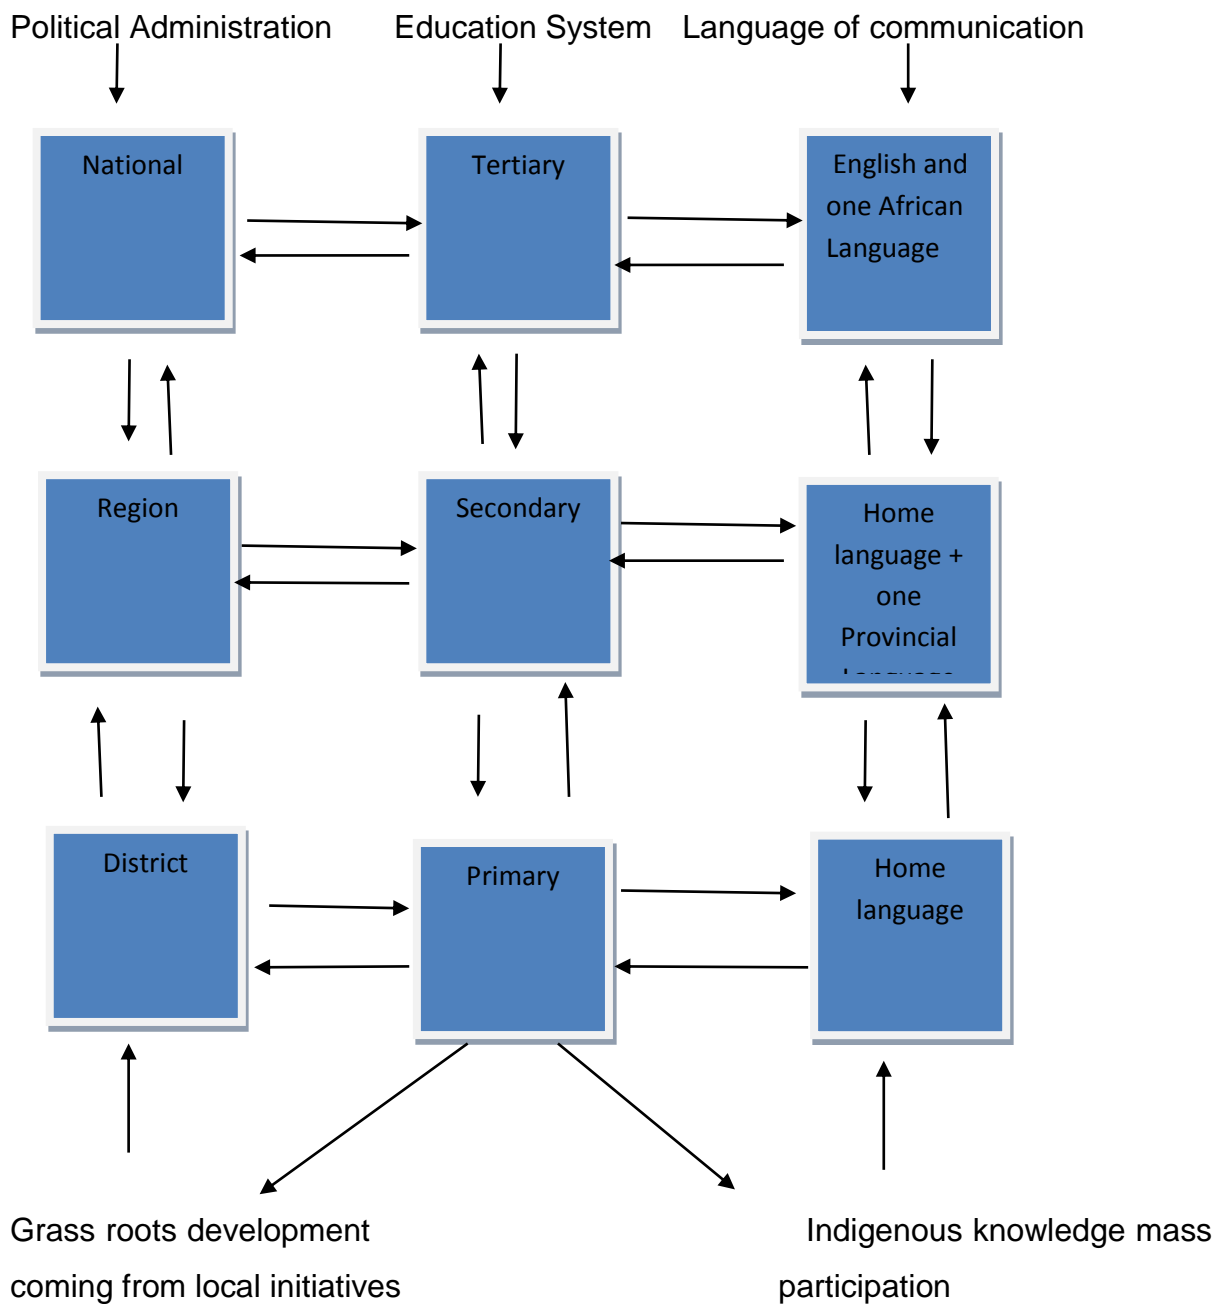 Political Administration
Education System
Language of communication
National
Tertiary
English and
one African
Language
Region
Secondary
Home
language +
one
Provincial
District
Primary
Home
language
Grass roots development
coming from local initiatives
Indigenous knowledge mass
participation